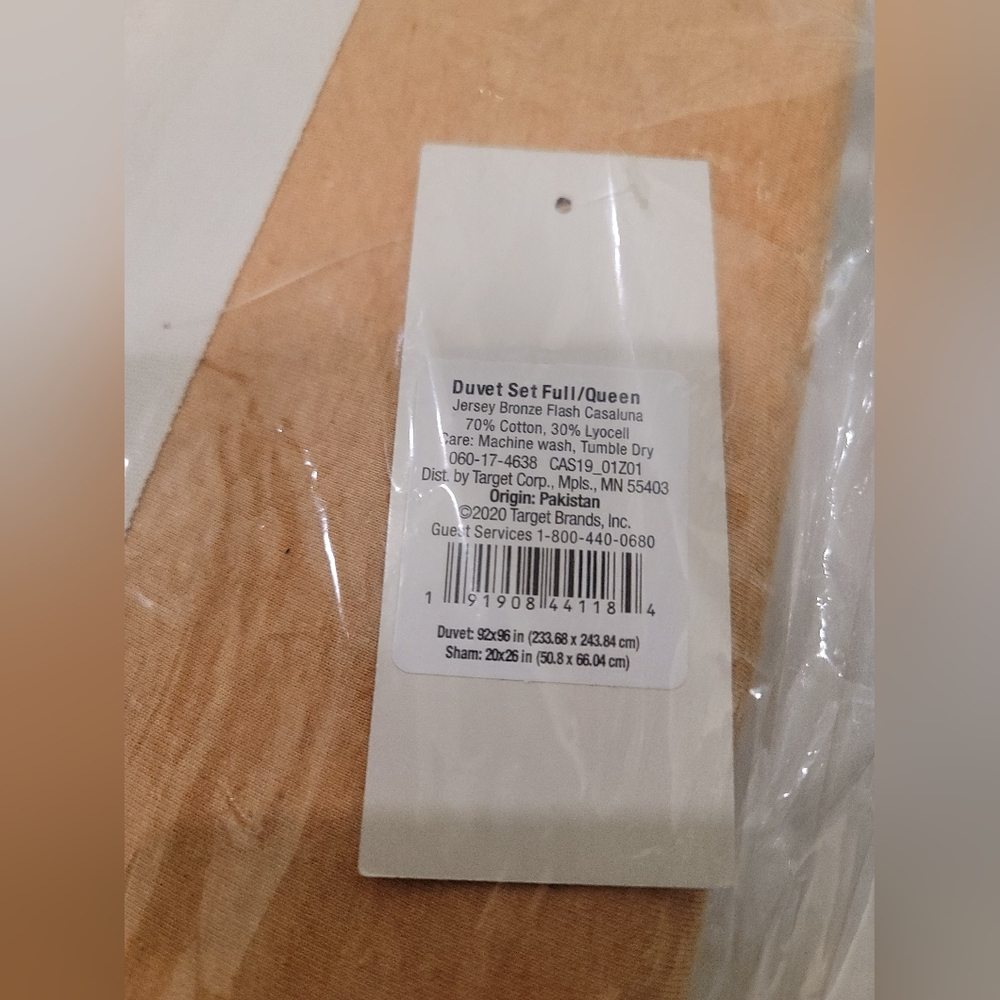 Duvet Set Full/Queen
Jersey Bronze Flash Casaluna
70% Cotton, 30% Lyocell
Care: Machine wash, Tumble Dry
060-17-4638 CAS19_01Z01
Dist. by Target Corp., Mpls., MN 55403
Origin: Pakistan
©2020 Target Brands, Inc.
Guest Services 1-800-440-0680
1 91908 44118 4
Duvet: 92x96 in (233.68 x 243.84 cm)
Sham: 20x26 in (50.8 x 66.04 cm)